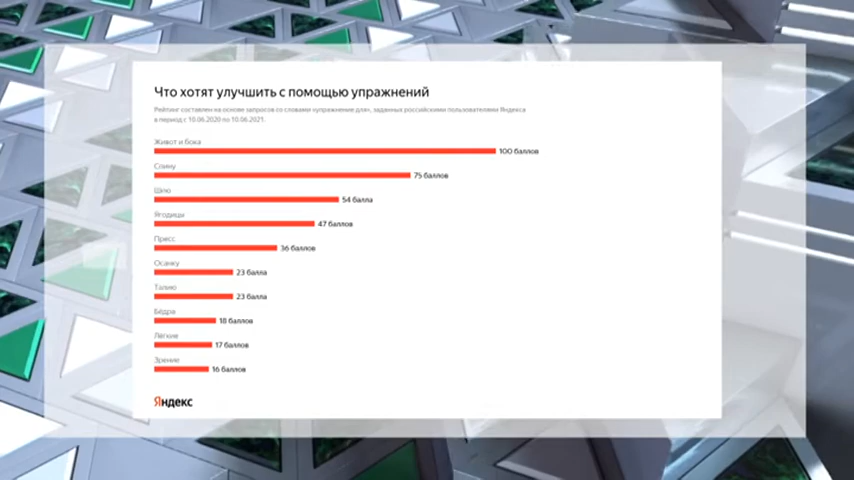 Что хотят улучшить с помощью упражнений
Рейтинг составлен на основе запросов со словами «упражнение для», заданных российскими пользователями Яндекса
в период с 10.06.2020 по 10.06.2021.
Живот и бока
100 баллов
Спину
75 баллов
Шею
54 балла
Ягодицы
47 баллов
Пресс
36 баллов
Осанку
23 балла
Талию
23 балла
Бёдра
18 баллов
Лёгкие
17 баллов
Зрение
16 баллов
Яндекс